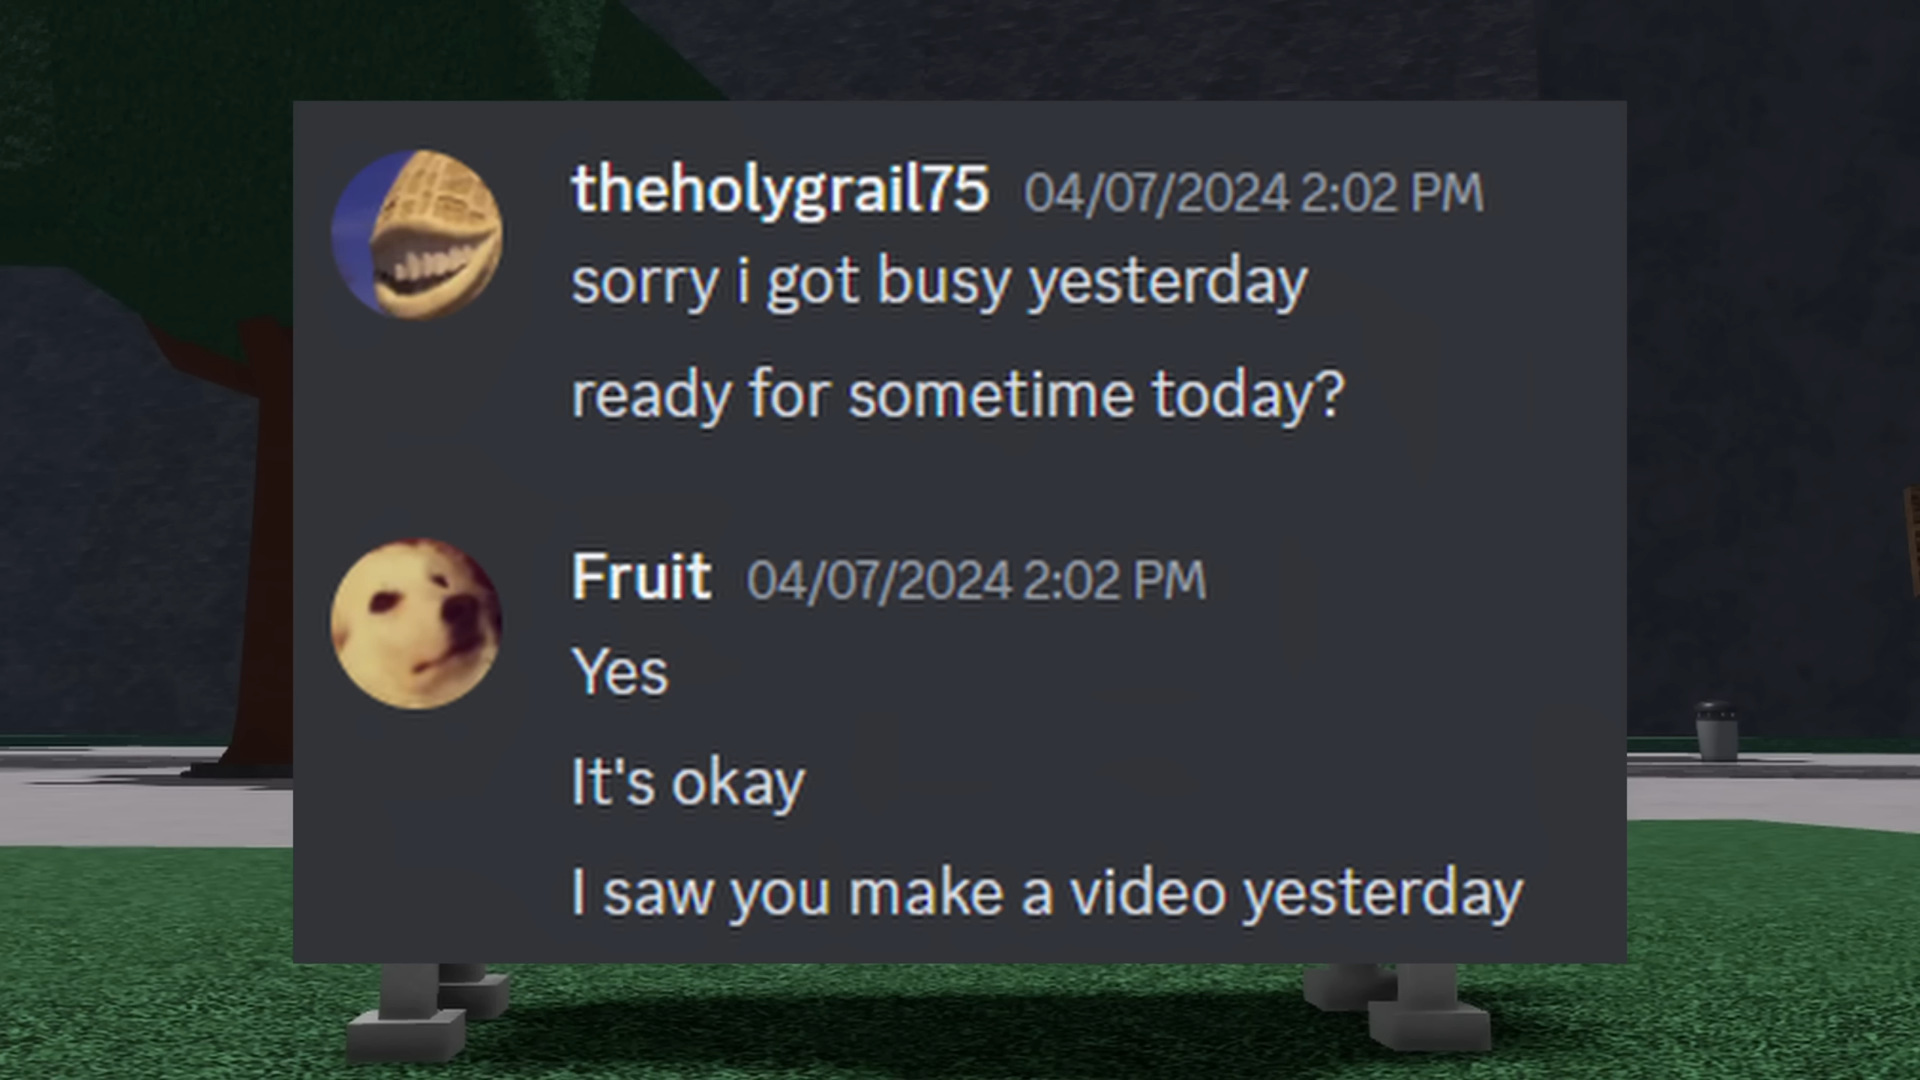 theholygrail75 04/07/2024 2:02 PM
sorry i got busy yesterday
ready for sometime today?
Fruit 04/07/2024 2:02 PM
Yes
It's okay
I saw you make a video yesterday